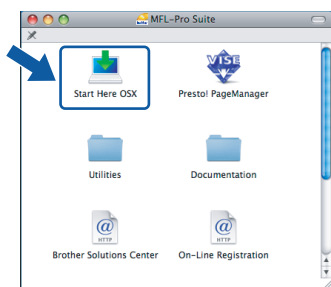 MFL-Pro Suite
Start Here OSX
VISE
Presto! PageManager
Utilities
Documentation
@
HTTP
@
HTTP
Brother Solutions Center
On-Line Registration